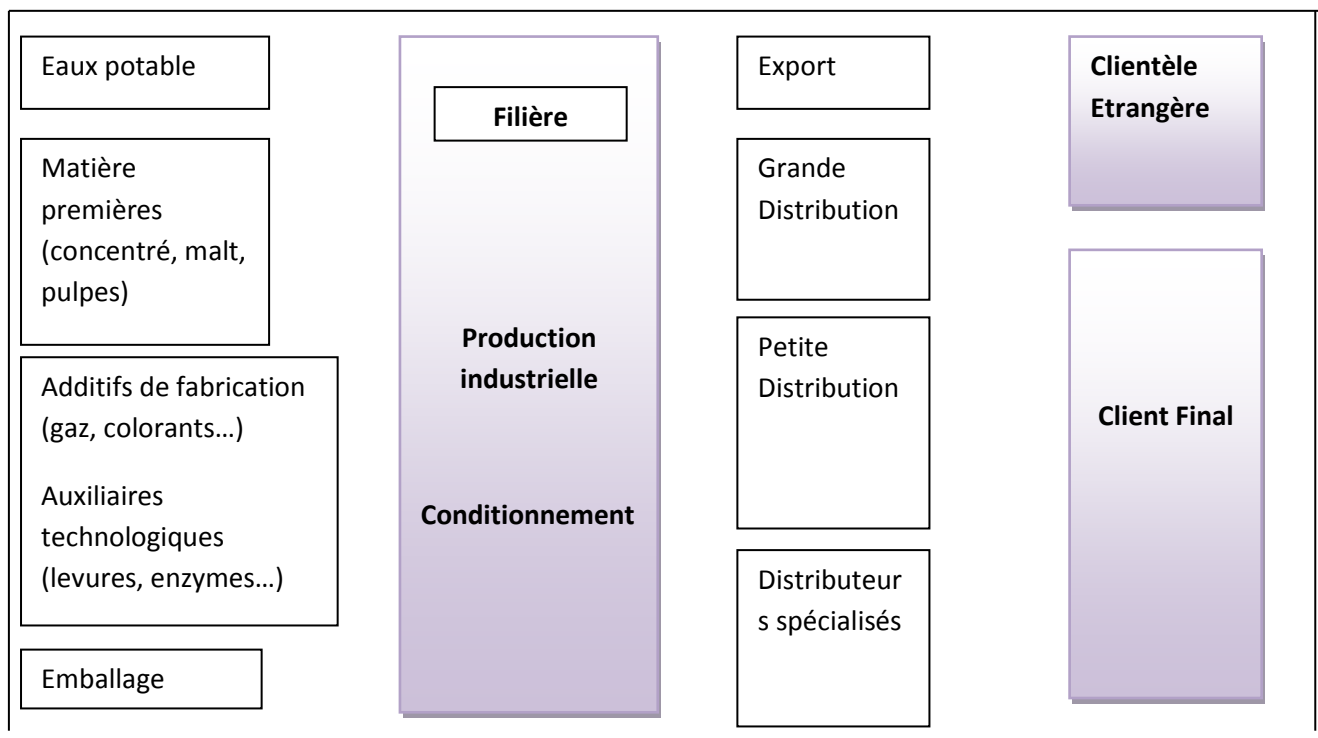 Eaux potable
Matière
premières
(concentré, malt,
pulpes)
Additifs de fabrication
(gaz, colorants…)
Auxiliaires
technologiques
(levures, enzymes…)
Emballage
Filière
Production
industrielle
Conditionnement
Export
Grande
Distribution
Petite
Distribution
Distributeur
s spécialisés
Clientèle
Etrangère
Client Final